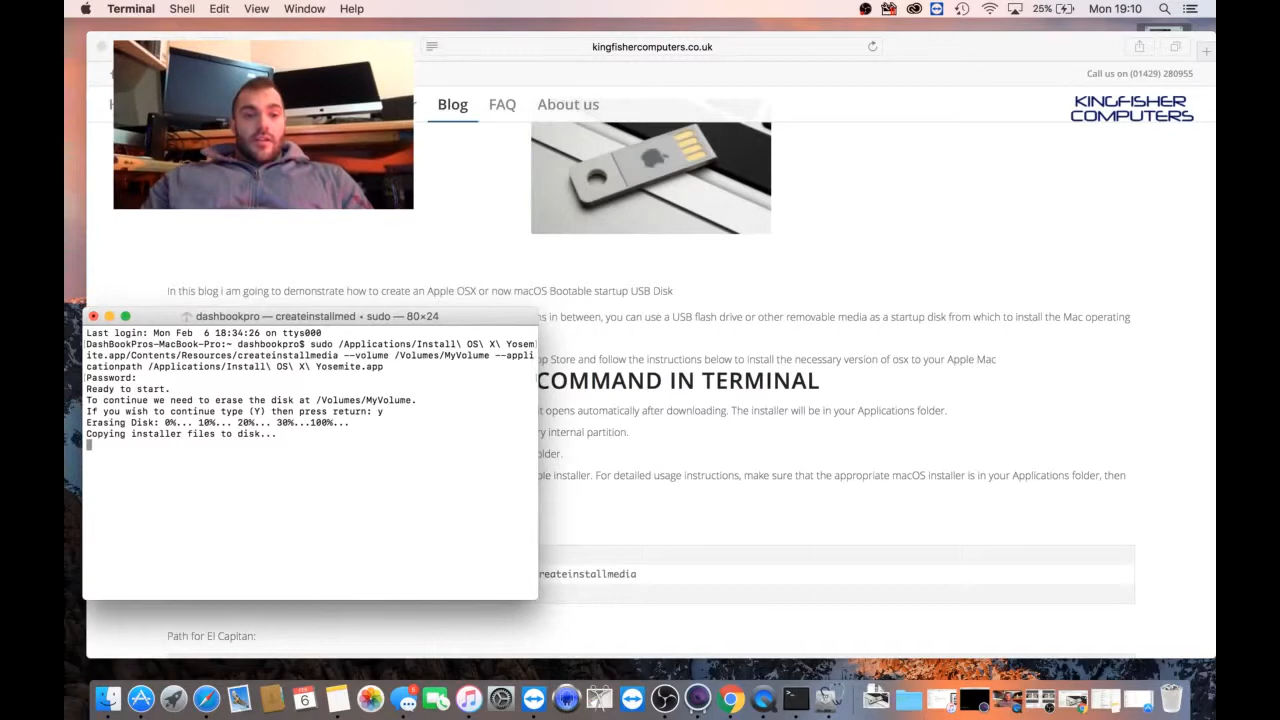 Terminal Shell Edit View Window Help 25% Mon 19:10
kingfishercomputers.co.uk
Call us on (01429) 280955
Blog FAQ About us
KINGFISHER
COMPUTERS
In this blog i am going to demonstrate how to create an Apple OSX or now macOS Bootable startup USB Disk
dashbookpro — createinstallmed • sudo — 80×24
ns in between, you can use a USB flash drive or other removable media as a startup disk from which to install the Mac operating
Last login: Mon Feb  6 18:34:26 on ttys000
DashBookPros-MacBook-Pro:~ dashbookpro$ sudo /Applications/Install\ OS\ X\ Yosem
ite.app/Contents/Resources/createinstallmedia --volume /Volumes/MyVolume --appli
cationpath /Applications/Install\ OS\ X\ Yosemite.app
Password:
Ready to start.
To continue we need to erase the disk at /Volumes/MyVolume.
If you wish to continue type (Y) then press return: y
Erasing Disk: 0%... 10%... 20%... 30%...100%...
Copying installer files to disk...
pp Store and follow the instructions below to install the necessary version of osx to your Apple Mac
COMMAND IN TERMINAL
t opens automatically after downloading. The installer will be in your Applications folder.
ry internal partition.
older.
ble installer. For detailed usage instructions, make sure that the appropriate macOS installer is in your Applications folder, then
reateinstallmedia
Path for El Capitan: